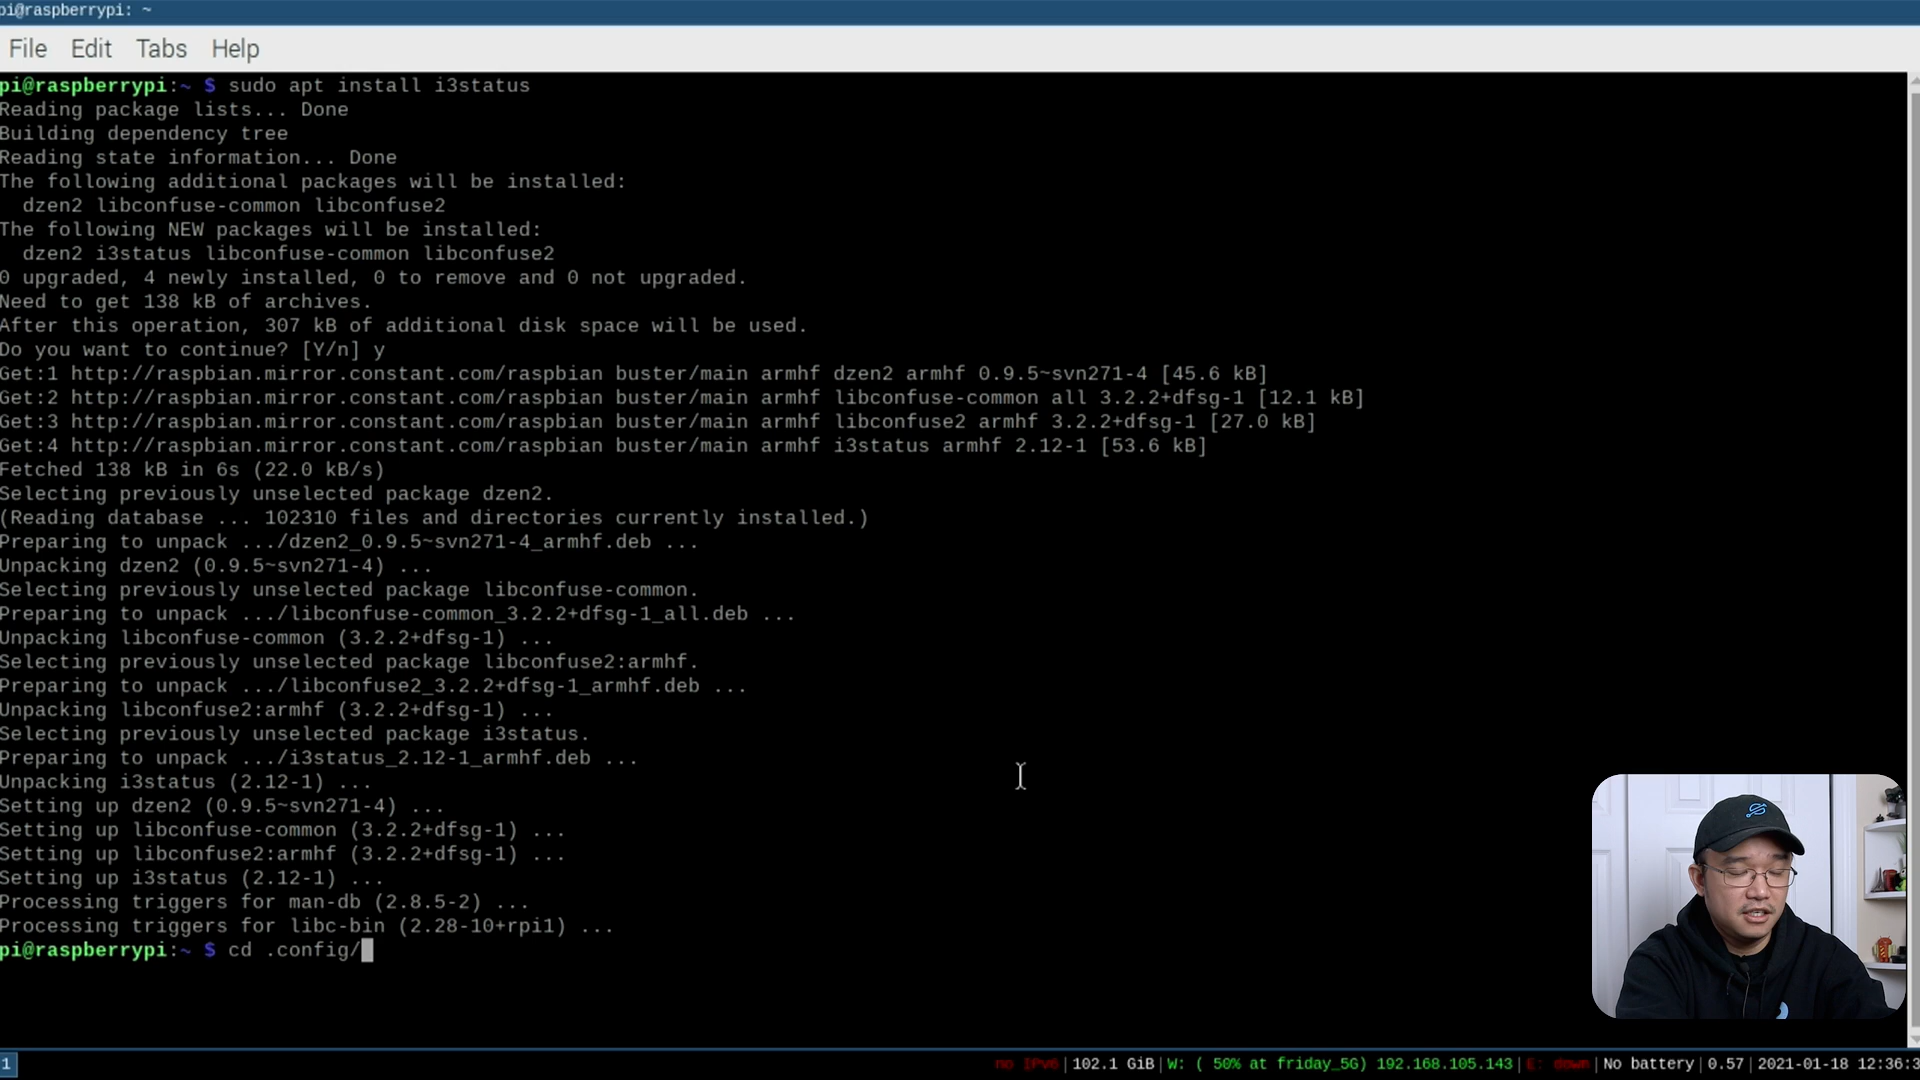 pi@raspberrypi: ~
File Edit Tabs Help
pi@raspberrypi:~ $ sudo apt install i3status
Reading package lists... Done
Building dependency tree
Reading state information... Done
The following additional packages will be installed:
  dzen2 libconfuse-common libconfuse2
The following NEW packages will be installed:
  dzen2 i3status libconfuse-common libconfuse2
0 upgraded, 4 newly installed, 0 to remove and 0 not upgraded.
Need to get 138 kB of archives.
After this operation, 307 kB of additional disk space will be used.
Do you want to continue? [Y/n] y
Get:1 http://raspbian.mirror.constant.com/raspbian buster/main armhf dzen2 armhf 0.9.5~svn271-4 [45.6 kB]
Get:2 http://raspbian.mirror.constant.com/raspbian buster/main armhf libconfuse-common all 3.2.2+dfsg-1 [12.1 kB]
Get:3 http://raspbian.mirror.constant.com/raspbian buster/main armhf libconfuse2 armhf 3.2.2+dfsg-1 [27.0 kB]
Get:4 http://raspbian.mirror.constant.com/raspbian buster/main armhf i3status armhf 2.12-1 [53.6 kB]
Fetched 138 kB in 6s (22.0 kB/s)
Selecting previously unselected package dzen2.
(Reading database ... 102310 files and directories currently installed.)
Preparing to unpack .../dzen2_0.9.5~svn271-4_armhf.deb ...
Unpacking dzen2 (0.9.5~svn271-4) ...
Selecting previously unselected package libconfuse-common.
Preparing to unpack .../libconfuse-common_3.2.2+dfsg-1_all.deb ...
Unpacking libconfuse-common (3.2.2+dfsg-1) ...
Selecting previously unselected package libconfuse2:armhf.
Preparing to unpack .../libconfuse2_3.2.2+dfsg-1_armhf.deb ...
Unpacking libconfuse2:armhf (3.2.2+dfsg-1) ...
Selecting previously unselected package i3status.
Preparing to unpack .../i3status_2.12-1_armhf.deb ...
Unpacking i3status (2.12-1) ...
Setting up dzen2 (0.9.5~svn271-4) ...
Setting up libconfuse-common (3.2.2+dfsg-1) ...
Setting up libconfuse2:armhf (3.2.2+dfsg-1) ...
Setting up i3status (2.12-1) ...
Processing triggers for man-db (2.8.5-2) ...
Processing triggers for libc-bin (2.28-10+rpi1) ...
pi@raspberrypi:~ $ cd .config/
1 no IPv6|102.1 GiB|W: ( 50% at friday_5G) 192.168.105.143|E: down|No battery|0.57|2021-01-18 12:36:3